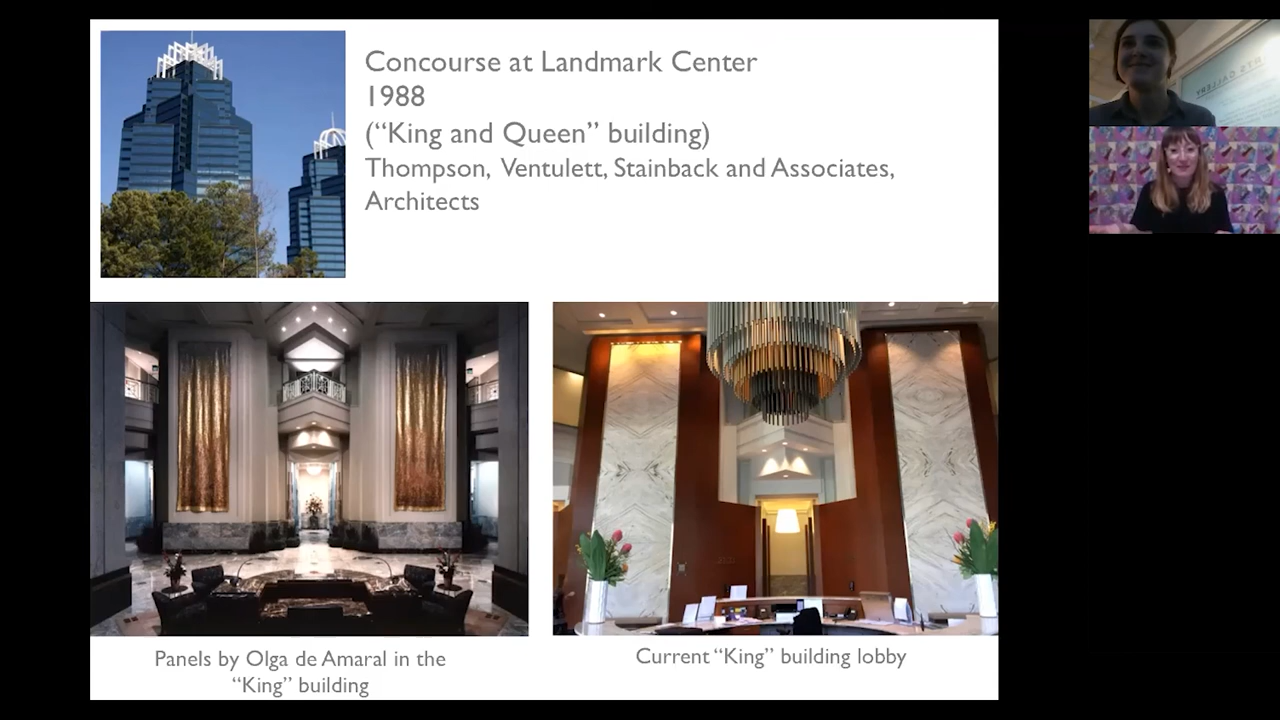 Concourse at Landmark Center
1988
(“King and Queen” building)
Thompson, Ventulett, Stainback and Associates,
Architects
Panels by Olga de Amaral in the
“King” building
Current “King” building lobby